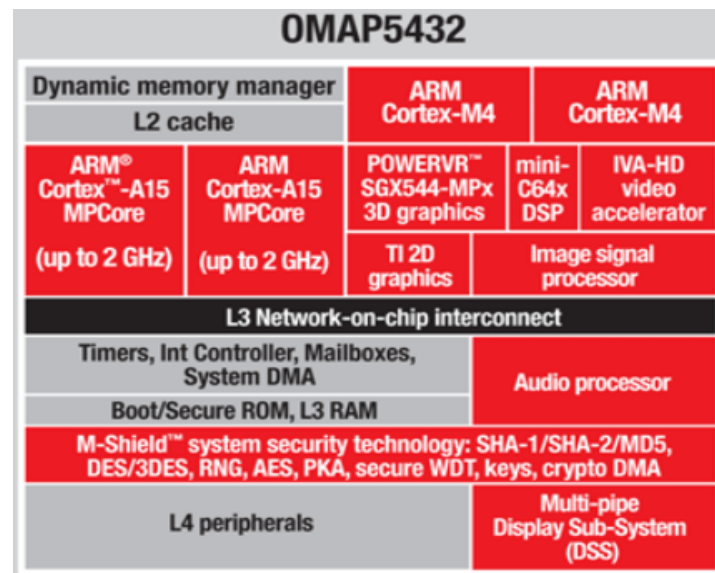 OMAP5432
Dynamic memory manager
L2 cache
ARM
Cortex-M4
ARM
Cortex-M4
ARM®
Cortex™-A15
MPCore
(up to 2 GHz)
ARM
Cortex-A15
MPCore
(up to 2 GHz)
POWERVR™
SGX544-MPx
3D graphics
mini-
C64x
DSP
IVA-HD
video
accelerator
TI 2D
graphics
Image signal
processor
L3 Network-on-chip interconnect
Timers, Int Controller, Mailboxes,
System DMA
Boot/Secure ROM, L3 RAM
Audio processor
M-Shield™ system security technology: SHA-1/SHA-2/MD5,
DES/3DES, RNG, AES, PKA, secure WDT, keys, crypto DMA
L4 peripherals
Multi-pipe
Display Sub-System
(DSS)